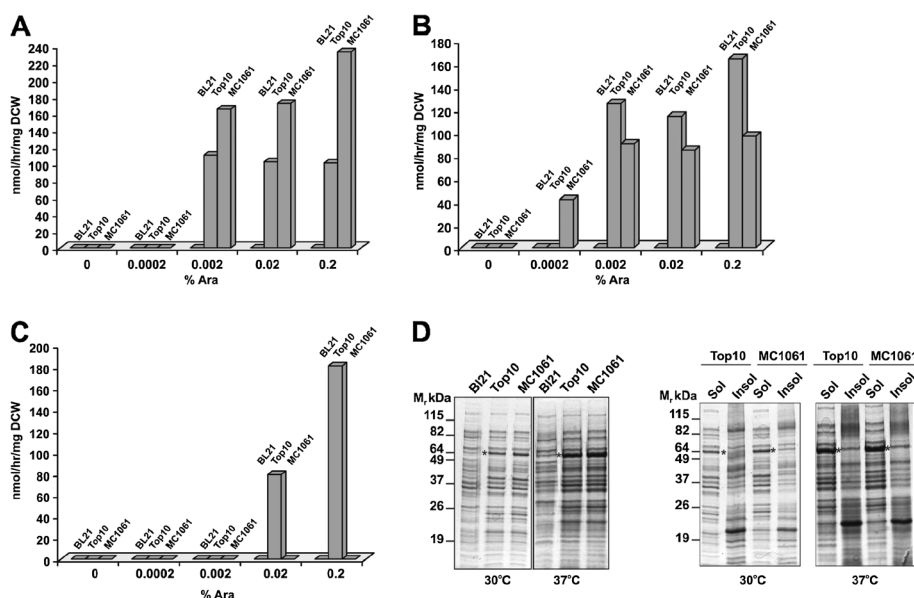 A
240
220
200
180
160
140
120
100
80
60
40
20
0
nmol/hr/mg DCW
BL21 Top10 MC1061
BL21 Top10 MC1061
BL21 Top10 MC1061
BL21 Top10 MC1061
BL21 Top10 MC1061
0 0.0002 0.002 0.02 0.2
% Ara
B
180
160
140
120
100
80
60
40
20
0
nmol/hr/mg DCW
BL21 Top10 MC1061
BL21 Top10 MC1061
BL21 Top10 MC1061
BL21 Top10 MC1061
BL21 Top10 MC1061
0 0.0002 0.002 0.02 0.2
% Ara
C
200
180
160
140
120
100
80
60
40
20
0
nmol/hr/mg DCW
BL21 Top10 MC1061
BL21 Top10 MC1061
BL21 Top10 MC1061
BL21 Top10 MC1061
BL21 Top10 MC1061
0 0.0002 0.002 0.02 0.2
% Ara
D
Bl21 Top10 MC1061 Bl21 Top10 MC1061
Mr kDa
115
82
64
49
37
26
19
* *
30°C 37°C
Top10 MC1061 Top10 MC1061
Sol Insol Sol Insol Sol Insol Sol Insol
Mr kDa
115
82
64
49
37
26
19
* * * *
30°C 37°C